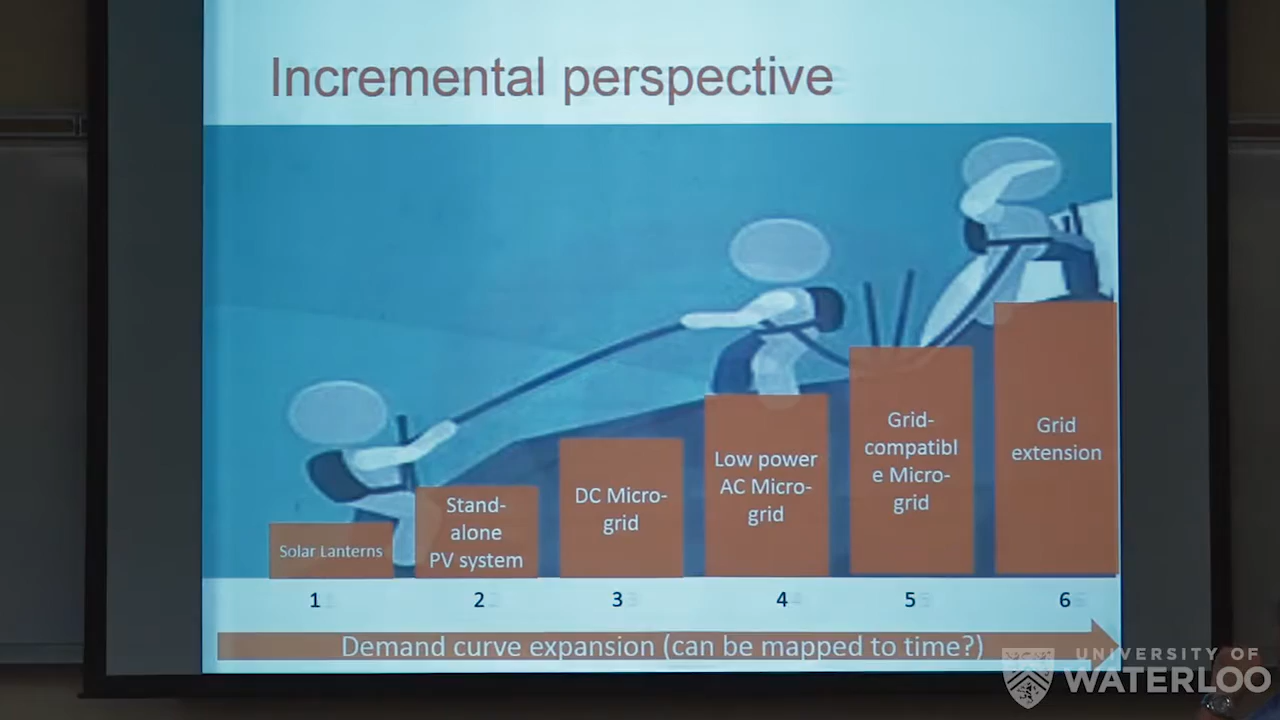 Incremental perspective
Solar Lanterns
Stand-
alone
PV system
DC Micro-
grid
Low power
AC Micro-
grid
Grid-
compatibl
e Micro-
grid
Grid
extension
1
2
3
4
5
6
Demand curve expansion (can be mapped to time?)
UNIVERSITY OF
WATERLOO